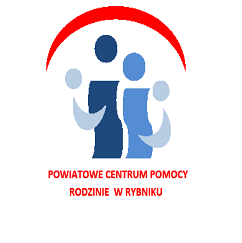 POWIATOWE CENTRUM POMOCY
RODZINIE W RYBNIKU